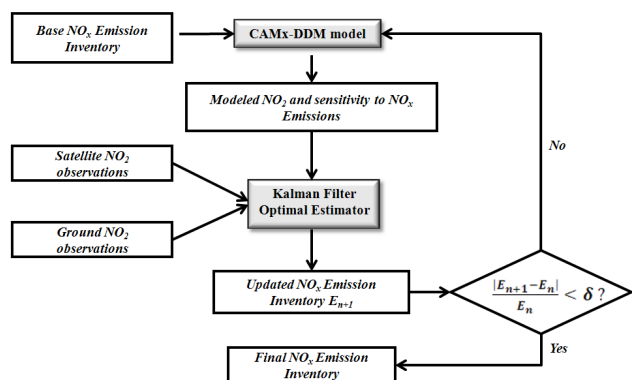 Base NOx Emission
Inventory
CAMx-DDM model
Modeled NO2 and sensitivity to NOx
Emissions
No
Satellite NO2
observations
Kalman Filter
Optimal Estimator
Ground NO2
observations
Updated NOx Emission
Inventory En+1
|En+1−En|
En
< δ ?
Yes
Final NOx Emission
Inventory